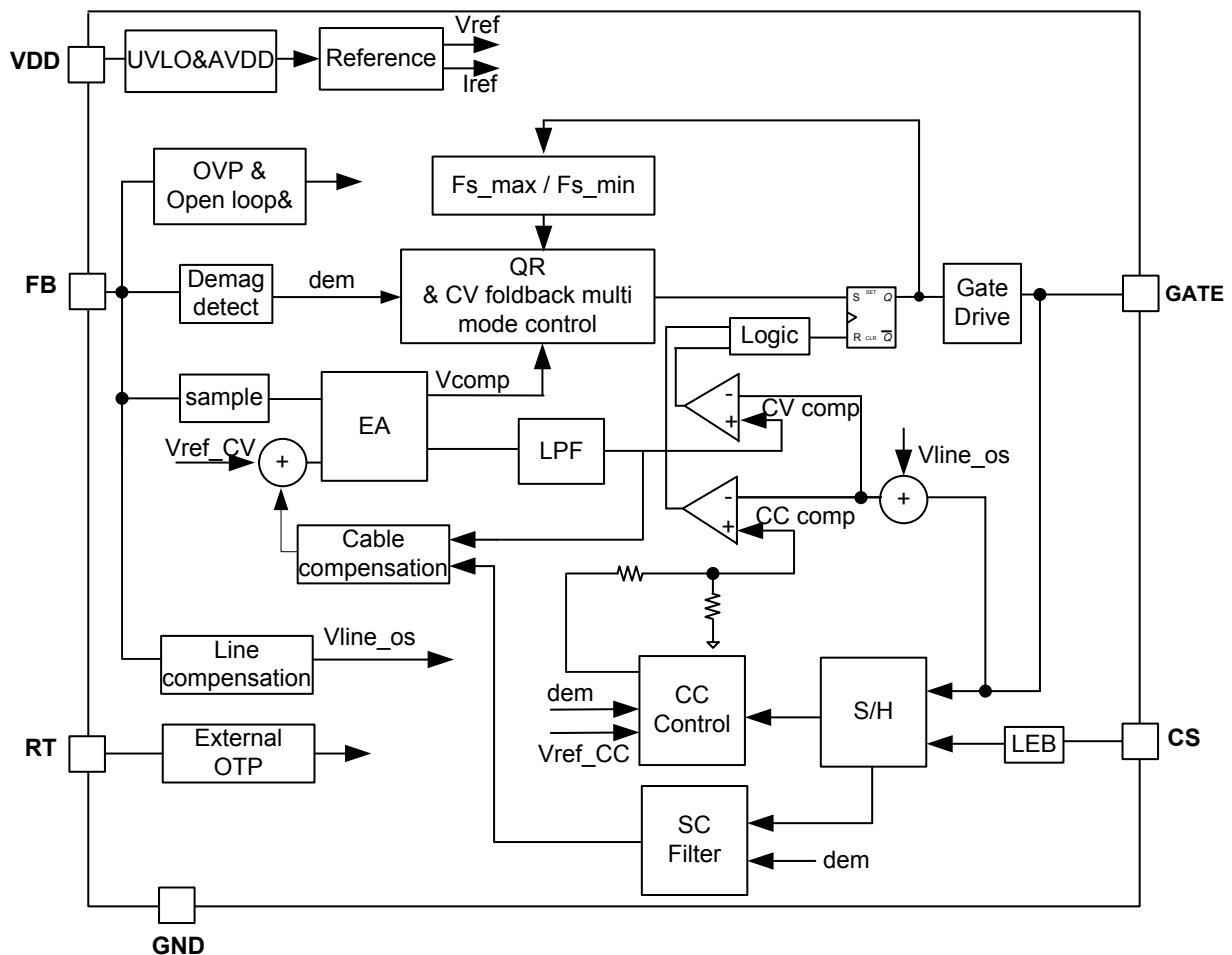 VDD
UVLO&AVDD
Reference
Vref
Iref
OVP &
Open loop&
Fs_max / Fs_min
FB
Demag
detect
dem
QR
& CV foldback multi
mode control
S
SET
Q
R
CLR
Q
Gate
Drive
GATE
Logic
sample
Vcomp
EA
-
+
CV comp
Vref_CV
+
LPF
Vline_os
+
-
+
CC comp
Cable
compensation
Line
compensation
Vline_os
dem
Vref_CC
CC
Control
S/H
RT
External
OTP
LEB
CS
SC
Filter
dem
GND